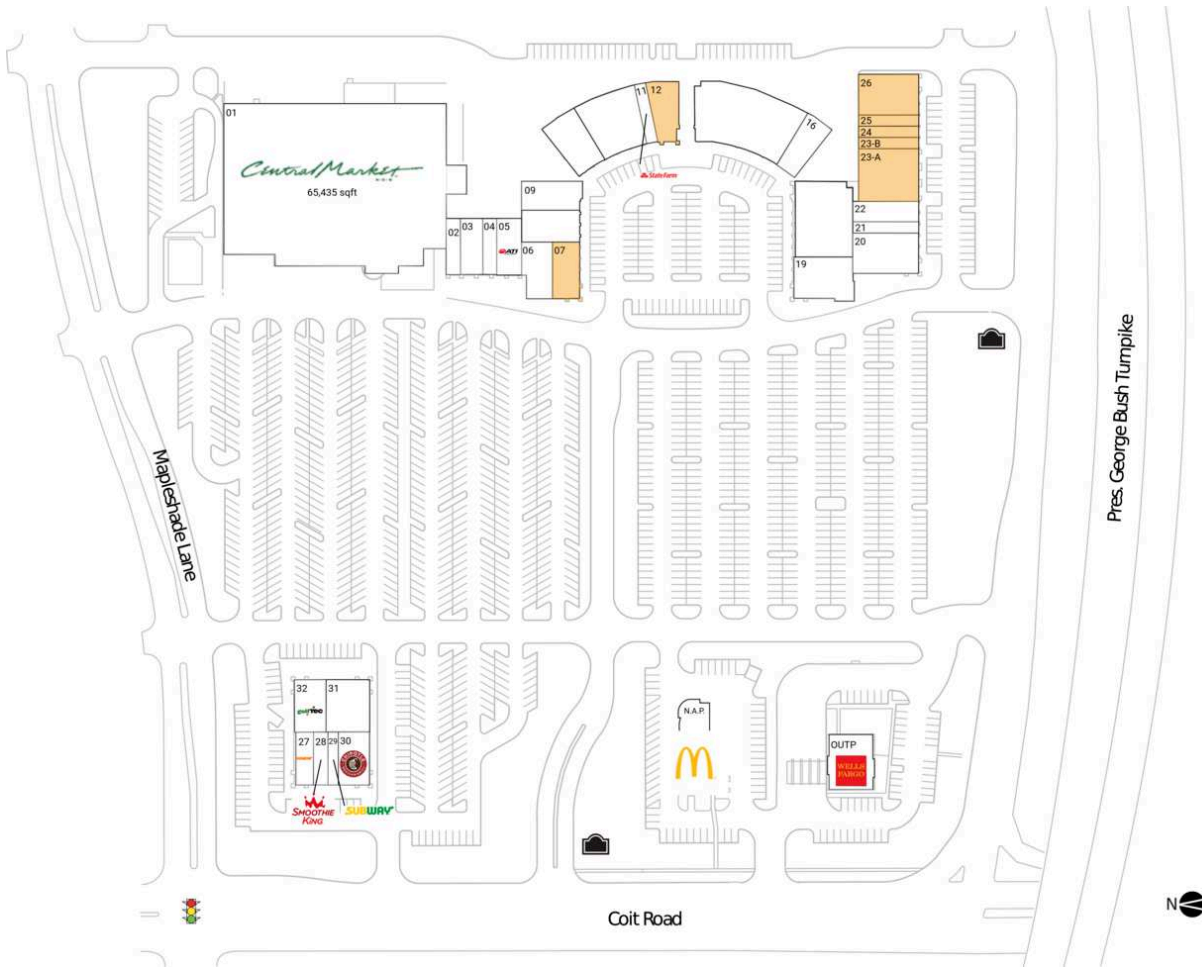 01
Central Market
H-E-B
65,435 sqft
02
03
04
05
ATI
09
06
07
11
12
State Farm
16
26
25
24
23-B
23-A
22
21
20
19
Mapleshade Lane
Pres. George Bush Turnpike
32
31
golfTEC
27
28
29
30
CHIPOTLE
SMOOTHIE
KING
SUBWAY
N.A.P.
M
OUTP
WELLS
FARGO
Coit Road
N